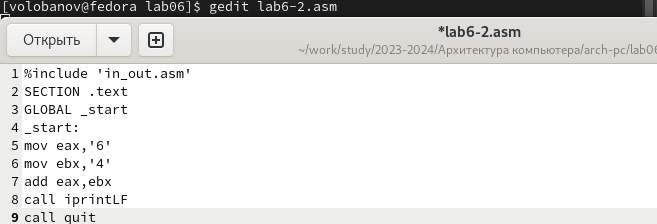 [volobanov@fedora lab06]$ gedit lab6-2.asm
Открыть
*lab6-2.asm
~/work/study/2023-2024/Архитектура компьютера/arch-pc/lab06
1 %include 'in_out.asm'
2 SECTION .text
3 GLOBAL _start
4 _start:
5 mov eax,'6'
6 mov ebx,'4'
7 add eax,ebx
8 call iprintLF
9 call quit